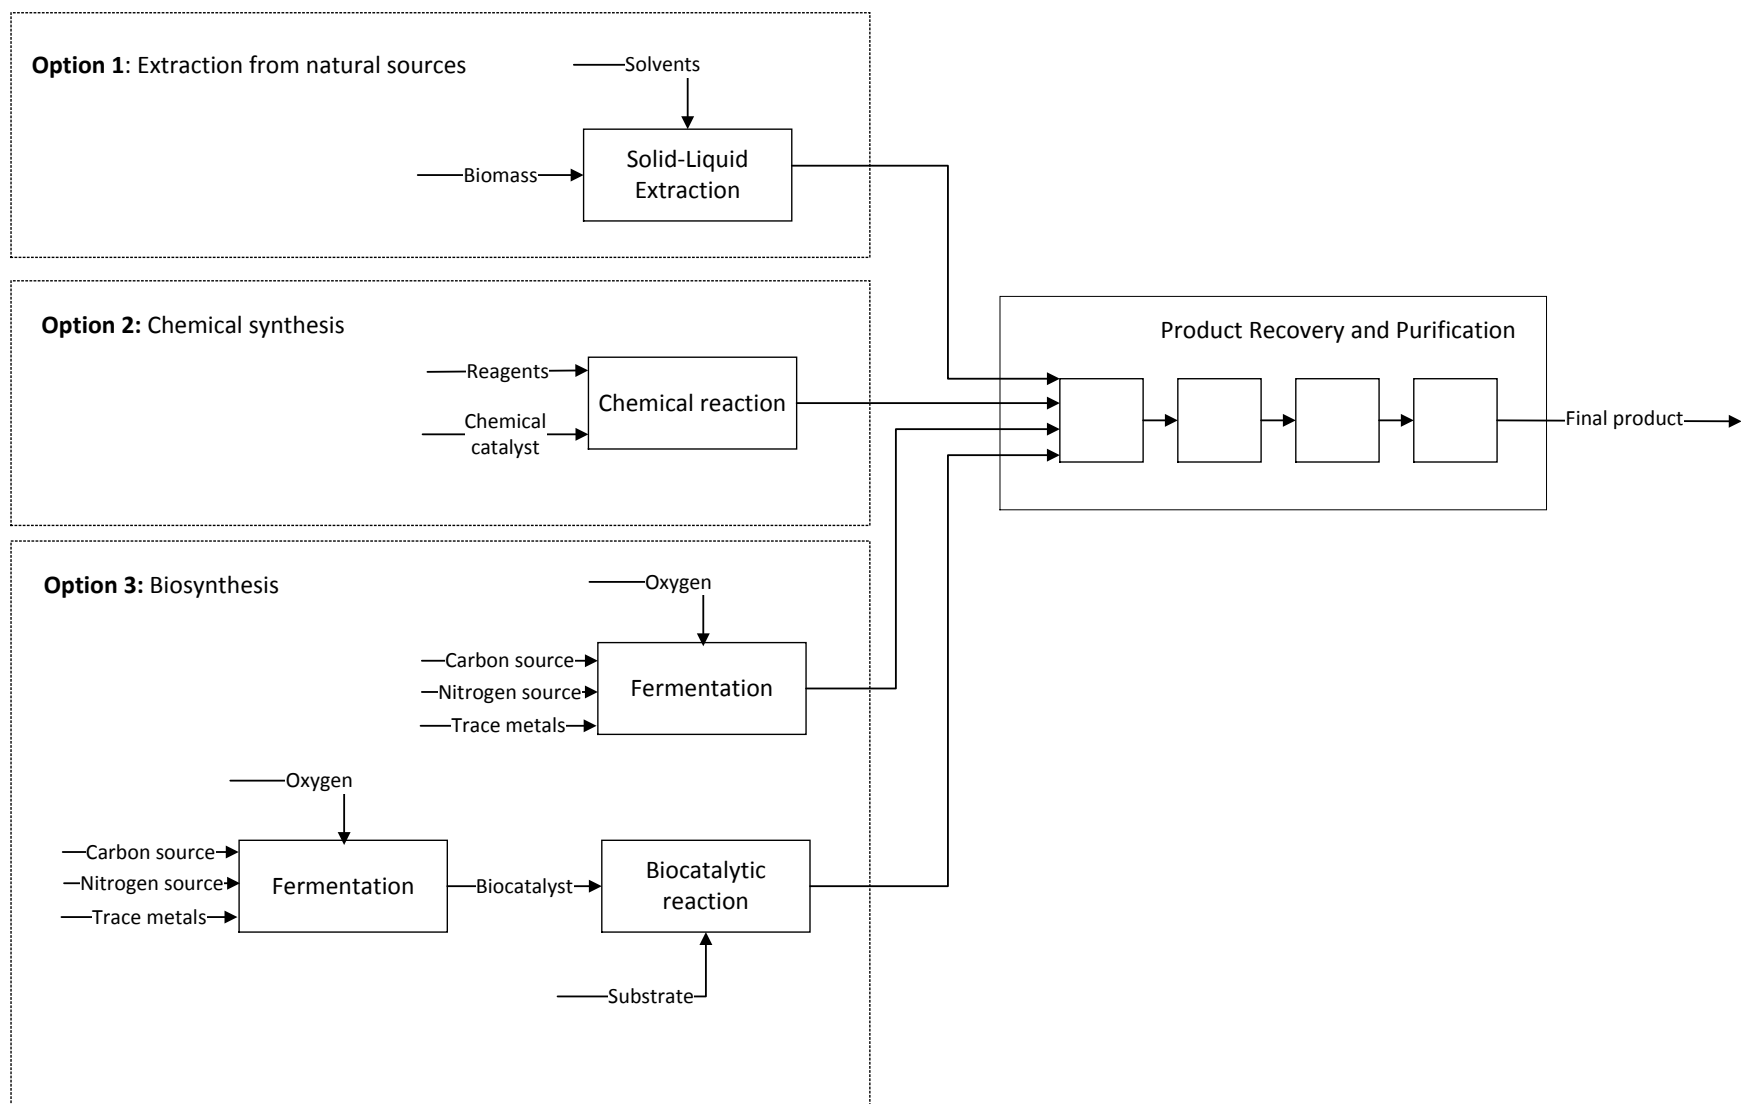 Option 1: Extraction from natural sources
Solvents
Solid-Liquid
Extraction
Biomass
Option 2: Chemical synthesis
Reagents
Chemical reaction
Chemical
catalyst
Product Recovery and Purification
Final product
Option 3: Biosynthesis
Oxygen
Carbon source
Nitrogen source
Trace metals
Fermentation
Oxygen
Carbon source
Nitrogen source
Trace metals
Fermentation
Biocatalyst
Biocatalytic
reaction
Substrate